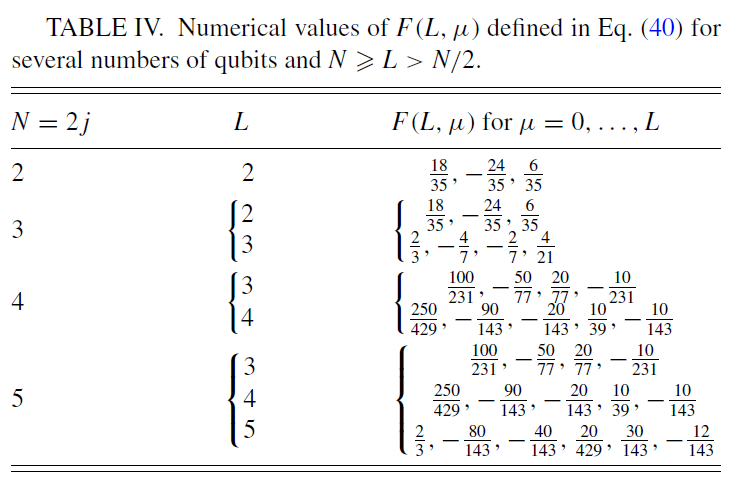 TABLE IV. Numerical values of F(L, μ) defined in Eq. (40) for
several numbers of qubits and N ⩾ L > N/2.
N = 2j L F(L, μ) for μ = 0, . . . , L
2 2 18/35, −24/35, 6/35
3 { 2 { 18/35, −24/35, 6/35
3 2/3, −4/7, −2/7, 4/21
4 { 3 { 100/231, −50/77, 20/77, −10/231
4 250/429, −90/143, −20/143, 10/39, −10/143
5 { 3 { 100/231, −50/77, 20/77, −10/231
4 250/429, −90/143, −20/143, 10/39, −10/143
5 2/3, −80/143, −40/143, 20/429, 30/143, −12/143